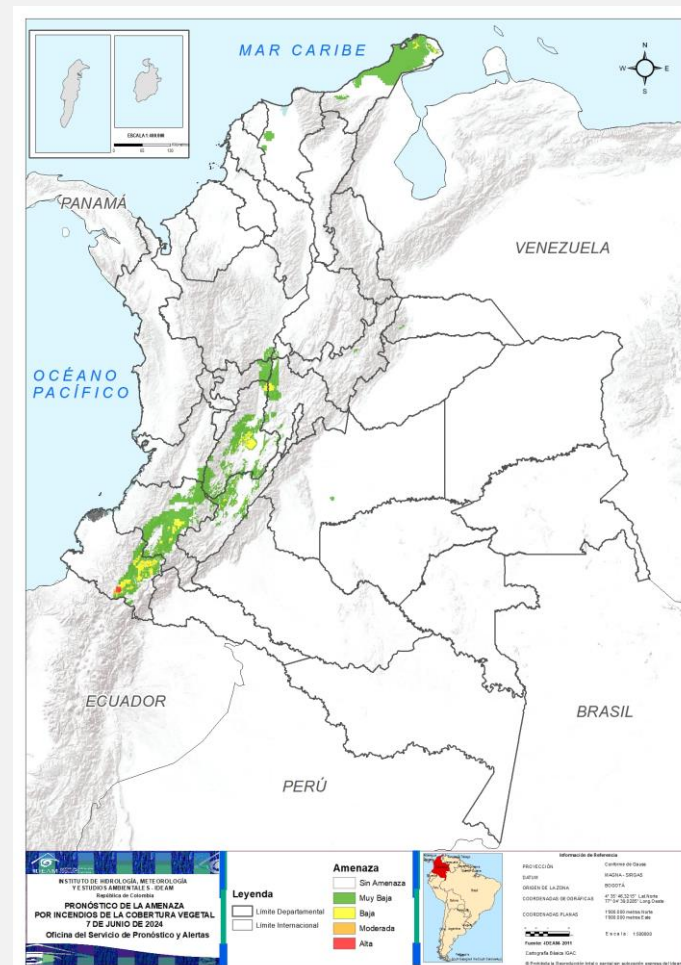 MAR CARIBE
N
W
E
S
PANAMÁ
VENEZUELA
OCÉANO
PACÍFICO
ECUADOR
BRASIL
PERÚ
INSTITUTO DE HIDROLOGÍA, METEOROLOGÍA
Y ESTUDIOS AMBIENTALES - IDEAM
República de Colombia
PRONÓSTICO DE LA AMENAZA
POR INCENDIOS DE LA COBERTURA VEGETAL
7 DE JUNIO DE 2024
Oficina del Servicio de Pronóstico y Alertas
Leyenda
Límite Departamental
Límite Internacional
Amenaza
Sin Amenaza
Muy Baja
Baja
Moderada
Alta
Información de Referencia
PROYECCIÓN
Conforme de Gauss
DATUM
MAGNA - SIRGAS
ORIGEN DE LA ZONA
BOGOTÁ
COORDENADAS GEOGRÁFICAS
COORDENADAS PLANAS
Fuente: IDEAM- 2011
Cartografía Básica IGAC